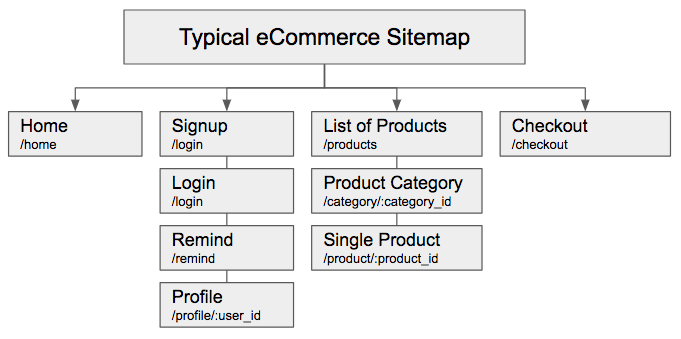 Typical eCommerce Sitemap
Home
/home
Signup
/login
Login
/login
Remind
/remind
Profile
/profile/:user_id
List of Products
/products
Product Category
/category/:category_id
Single Product
/product/:product_id
Checkout
/checkout